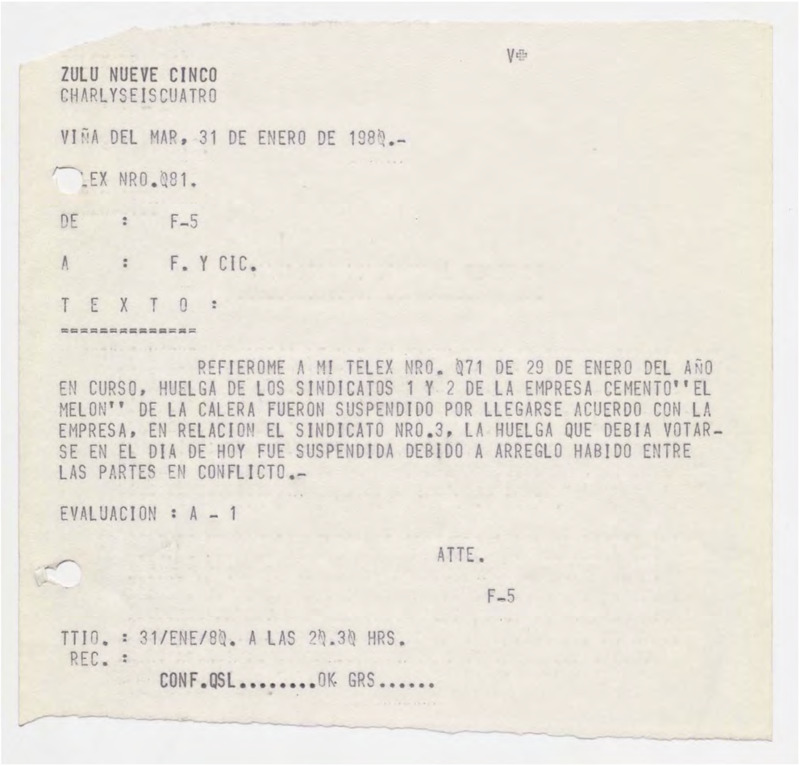 V+
ZULU NUEVE CINCO
CHARLYSEISCUATRO
VIÑA DEL MAR, 31 DE ENERO DE 1980.-
LEX NRO.081.
DE : F-5
A : F. Y CIC.
T E X T O :
==============
REFIEROME A MI TELEX NRO. 071 DE 29 DE ENERO DEL AÑO
EN CURSO, HUELGA DE LOS SINDICATOS 1 Y 2 DE LA EMPRESA CEMENTO''EL
MELON'' DE LA CALERA FUERON SUSPENDIDO POR LLEGARSE ACUERDO CON LA
EMPRESA, EN RELACION EL SINDICATO NRO.3, LA HUELGA QUE DEBIA VOTAR-
SE EN EL DIA DE HOY FUE SUSPENDIDA DEBIDO A ARREGLO HABIDO ENTRE
LAS PARTES EN CONFLICTO.-
EVALUACION : A - 1
ATTE.
F-5
TTIO. : 31/ENE/80. A LAS 20.30 HRS.
REC. :
CONF.QSL........OK GRS......